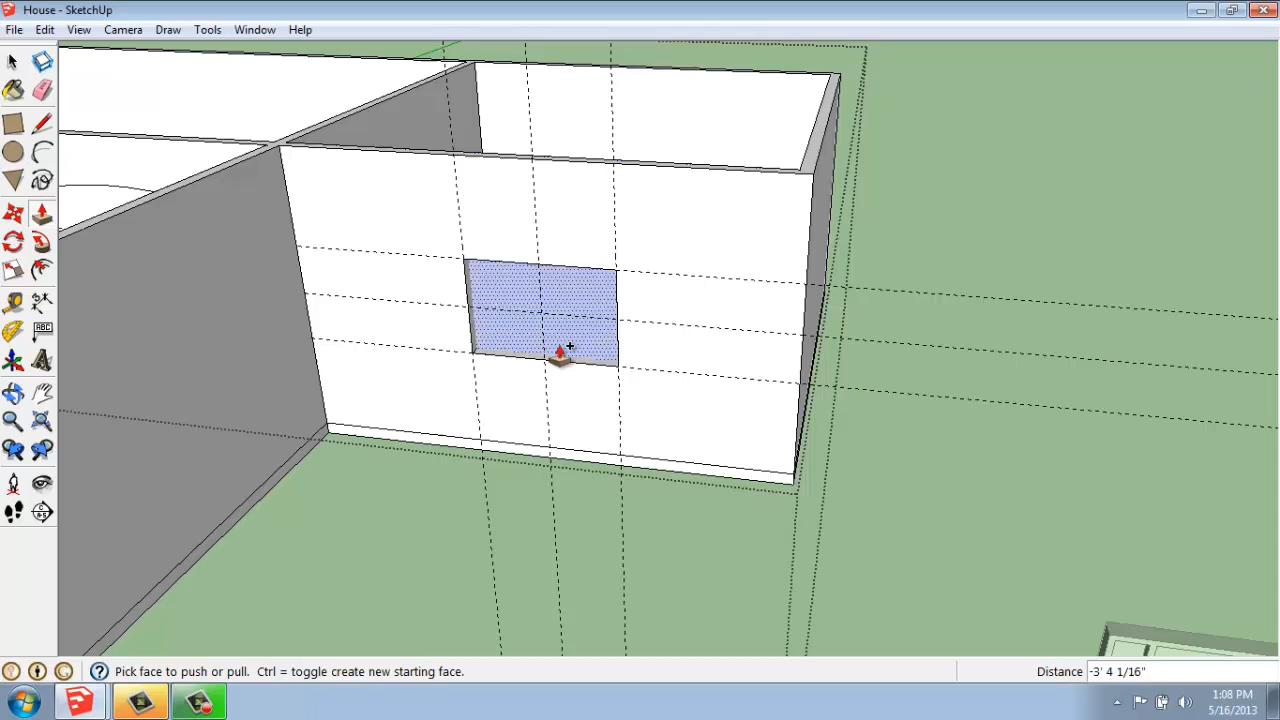 House - SketchUp
File Edit View Camera Draw Tools Window Help
ABC
A
C
Pick face to push or pull. Ctrl = toggle create new starting face.
Distance -3' 4 1/16"
1:08 PM
5/16/2013